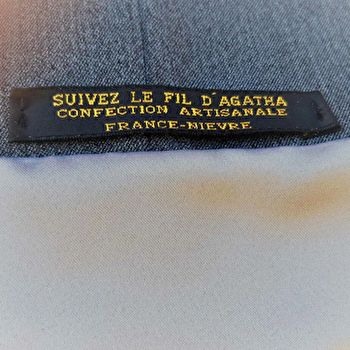 SUIVEZ LE FIL D'AGATHA
CONFECTION ARTISANALE
FRANCE-NIEVRE